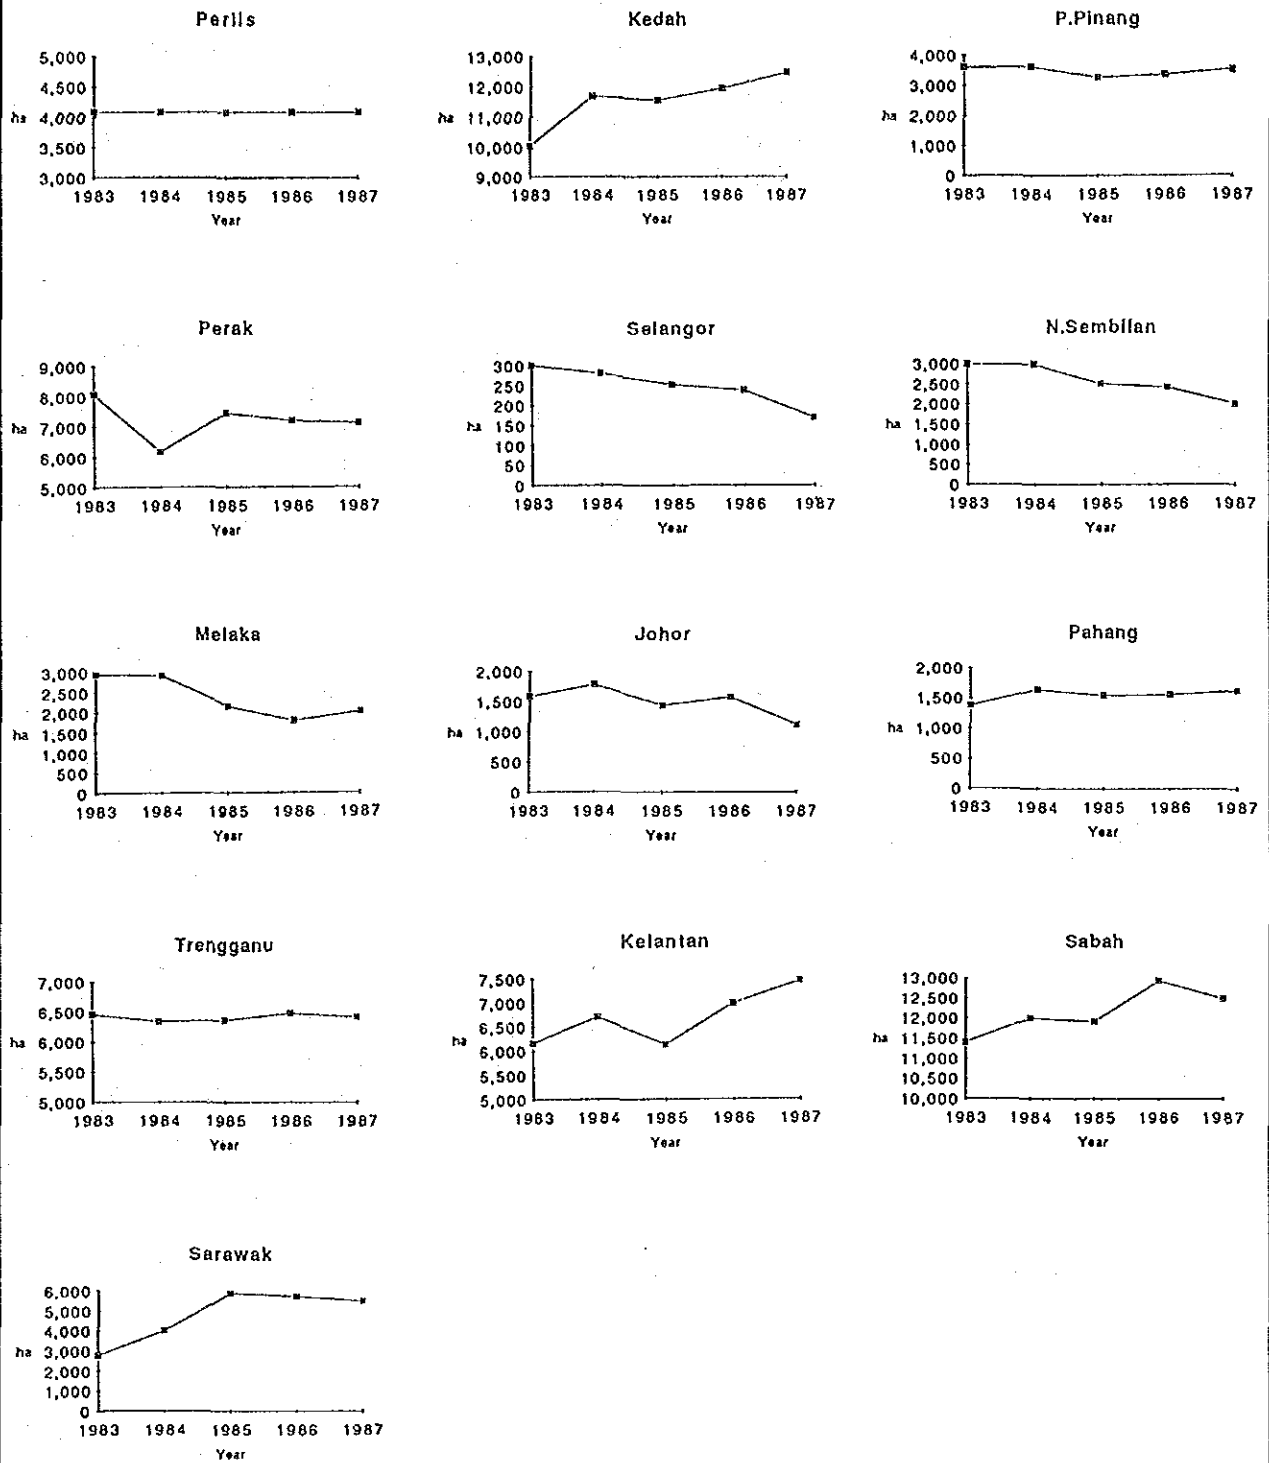 Perlis
5,000
4,500
ha 4,000
3,500
3,000
1983 1984 1985 1986 1987
Year
Kedah
13,000
12,000
ha 11,000
10,000
9,000
1983 1984 1985 1986 1987
Year
P.Pinang
4,000
3,000
ha 2,000
1,000
0
1983 1984 1985 1986 1987
Year
Perak
9,000
8,000
ha 7,000
6,000
5,000
1983 1984 1985 1986 1987
Year
Selangor
300
250
200
ha 150
100
50
0
1983 1984 1985 1986 1987
Year
N.Sembilan
3,000
2,500
2,000
ha 1,500
1,000
500
0
1983 1984 1985 1986 1987
Year
Melaka
3,000
2,500
2,000
ha 1,500
1,000
500
0
1983 1984 1985 1986 1987
Year
Johor
2,000
1,500
ha 1,000
500
0
1983 1984 1985 1986 1987
Year
Pahang
2,000
1,500
ha 1,000
500
0
1983 1984 1985 1986 1987
Year
Trengganu
7,000
6,500
ha 6,000
5,500
5,000
1983 1984 1985 1986 1987
Year
Kelantan
7,500
7,000
6,500
ha 6,000
5,500
5,000
1983 1984 1985 1986 1987
Year
Sabah
13,000
12,500
12,000
ha 11,500
11,000
10,500
10,000
1983 1984 1985 1986 1987
Year
Sarawak
6,000
5,000
4,000
ha 3,000
2,000
1,000
0
1983 1984 1985 1986 1987
Year